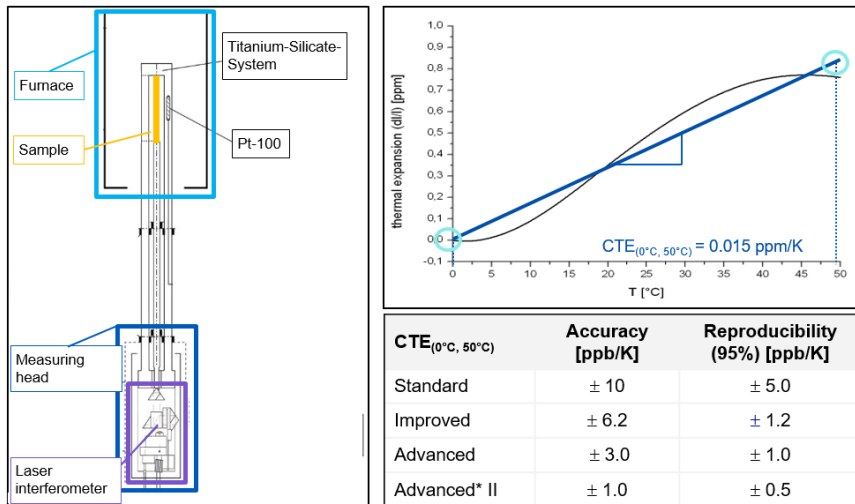 Titanium-Silicate-
System
Furnace
Sample
Pt-100
Measuring
head
Laser
interferometer
thermal expansion (dl/l) [ppm]
1,0
0,9
0,8
0,7
0,6
0,5
0,4
0,3
0,2
0,1
0,0
-0,1
CTE(0°C, 50°C) = 0.015 ppm/K
0 5 10 15 20 25 30 35 40 45 50
T [°C]
CTE(0°C, 50°C) Accuracy [ppb/K] Reproducibility (95%) [ppb/K]
Standard ± 10 ± 5.0
Improved ± 6.2 ± 1.2
Advanced ± 3.0 ± 1.0
Advanced* II ± 1.0 ± 0.5